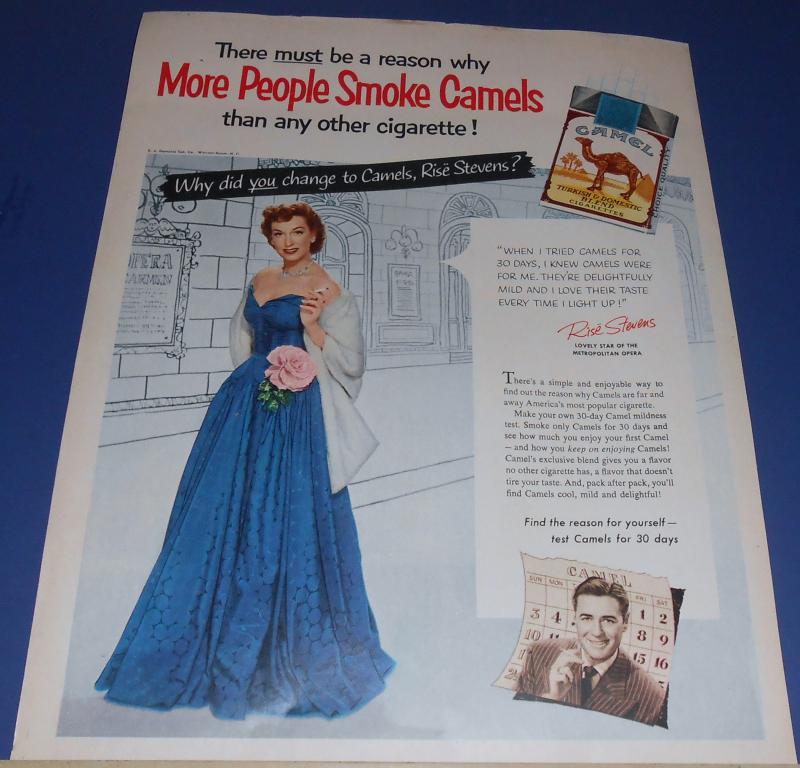 There must be a reason why
More People Smoke Camels
than any other cigarette!
Why did you change to Camels, Risë Stevens?
CAMEL
TURKISH & DOMESTIC
BLEND
CIGARETTES
CHOICE QUALITY
"WHEN I TRIED CAMELS FOR
30 DAYS, I KNEW CAMELS WERE
FOR ME. THEY'RE DELIGHTFULLY
MILD AND I LOVE THEIR TASTE
EVERY TIME I LIGHT UP!"
Risë Stevens
LOVELY STAR OF THE
METROPOLITAN OPERA
There's a simple and enjoyable way to
find out the reason why Camels are far and
away America's most popular cigarette.
Make your own 30-day Camel mildness
test. Smoke only Camels for 30 days and
see how much you enjoy your first Camel
— and how you keep on enjoying Camels!
Camel's exclusive blend gives you a flavor
no other cigarette has, a flavor that doesn't
tire your taste. And, pack after pack, you'll
find Camels cool, mild and delightful!
Find the reason for yourself—
test Camels for 30 days
CAMEL
SUN MON FRI SAT
3 4 1 2
10 11 8 9
15 16
PERA
ARMEN